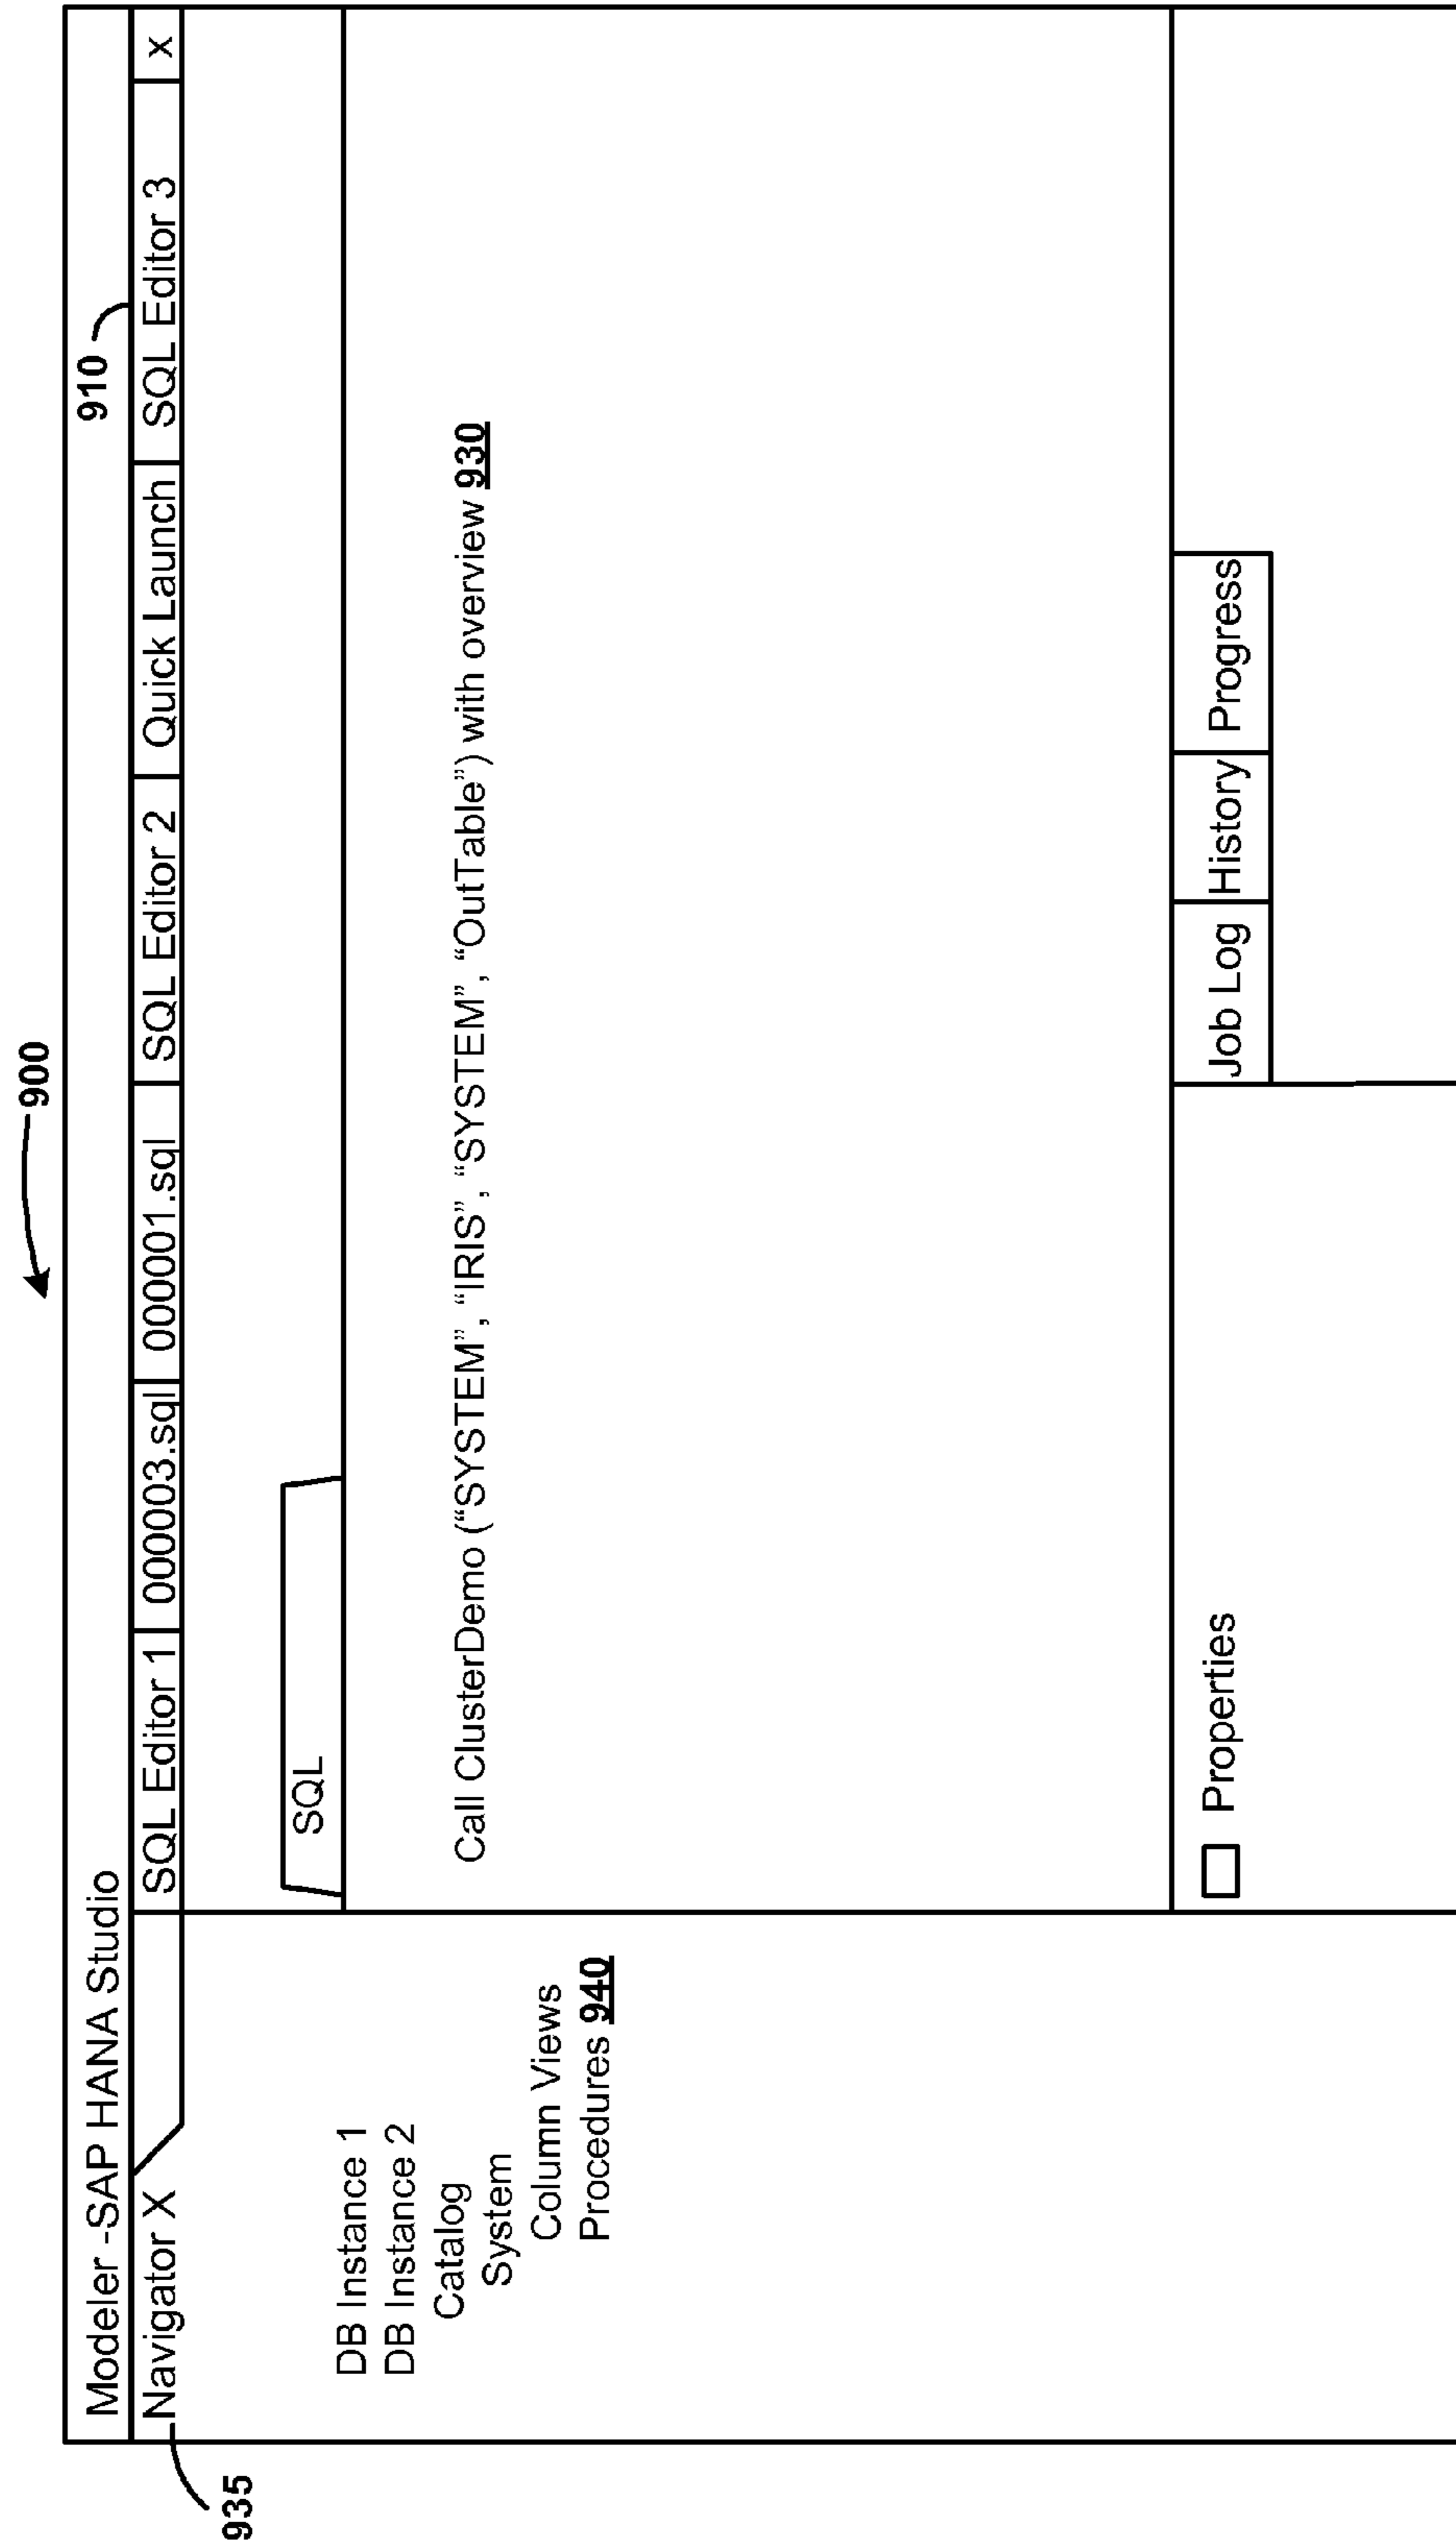 900
Modeler -SAP HANA Studio
910
935
Navigator X
SQL Editor 1 000003.sql 000001.sql SQL Editor 2 Quick Launch SQL Editor 3 x
SQL
DB Instance 1
DB Instance 2
Catalog
System
Column Views
Procedures 940
Call ClusterDemo (“SYSTEM”, “IRIS”, “SYSTEM”, “OutTable”) with overview 930
Properties
Job Log History Progress